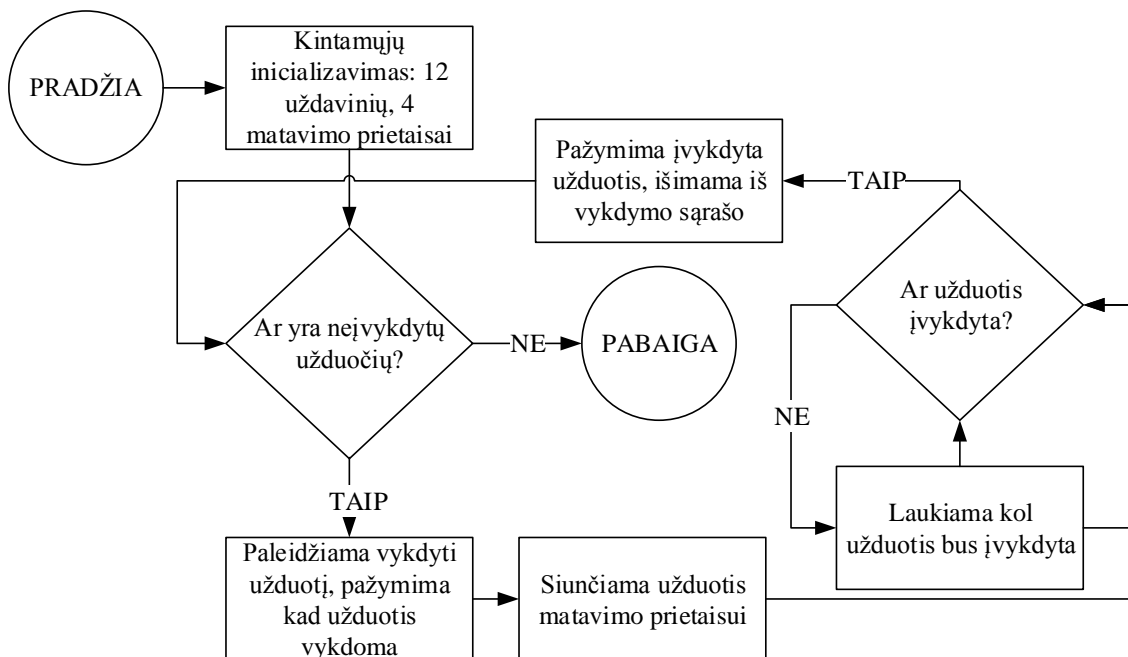 PRADŽIA
Kintamųjų
inicializavimas: 12
uždavinių, 4
matavimo prietaisai
Pažymima įvykdyta
užduotis, išimama iš
vykdymo sąrašo
TAIP
Ar užduotis
įvykdyta?
Ar yra neįvykdytų
užduočių?
NE
PABAIGA
NE
TAIP
Laukiama kol
užduotis bus įvykdyta
Paleidžiama vykdyti
užduotį, pažymima
kad užduotis
vykdoma
Siunčiama užduotis
matavimo prietaisui